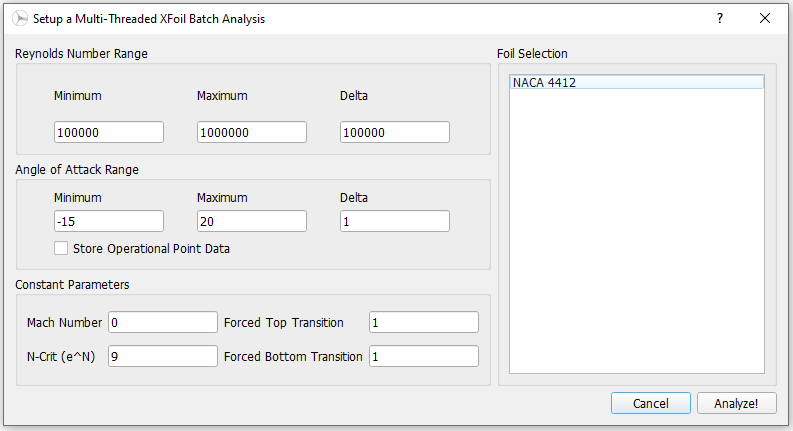 Setup a Multi-Threaded XFoil Batch Analysis
?
Reynolds Number Range
Minimum Maximum Delta
100000 1000000 100000
Angle of Attack Range
Minimum Maximum Delta
-15 20 1
Store Operational Point Data
Constant Parameters
Mach Number 0 Forced Top Transition 1
N-Crit (e^N) 9 Forced Bottom Transition 1
Foil Selection
NACA 4412
Cancel Analyze!